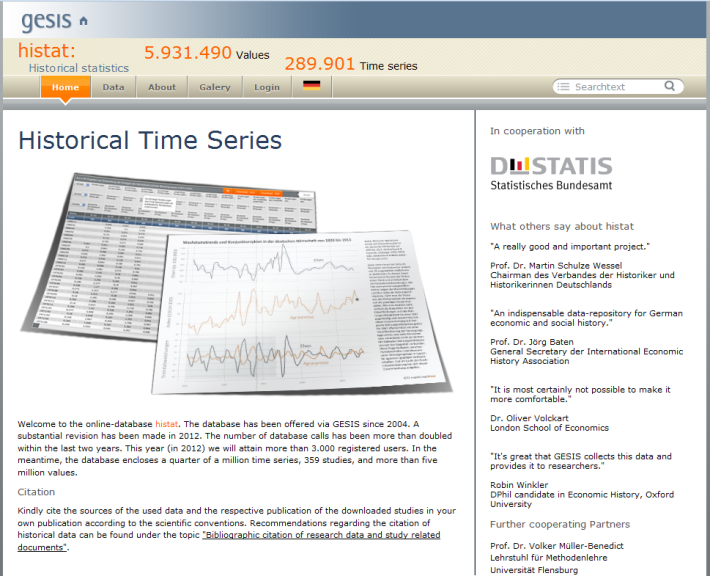 gesis
histat:
Historical statistics
5.931.490 Values
289.901 Time series
Home Data About Galery Login
Searchtext
Historical Time Series
Wachstumstrends und Konjunkturzyklen in der deutschen Wirtschaft von 1850 bis 2012
Welcome to the online-database histat. The database has been offered via GESIS since 2004. A
substantial revision has been made in 2012. The number of database calls has been more than doubled
within the last two years. This year (in 2012) we will attain more than 3.000 registered users. In the
meantime, the database encloses a quarter of a million time series, 359 studies, and more than five
million values.
Citation
Kindly cite the sources of the used data and the respective publication of the downloaded studies in your
own publication according to the scientific conventions. Recommendations regarding the citation of
historical data can be found under the topic "Bibliographic citation of research data and study related
documents".
In cooperation with
DESTATIS
Statistisches Bundesamt
What others say about histat
"A really good and important project."
Prof. Dr. Martin Schulze Wessel
Chairman des Verbandes der Historiker und
Historikerinnen Deutschlands
"An indispensable data-repository for German
economic and social history."
Prof. Dr. Jörg Baten
General Secretary der International Economic
History Association
"It is most certainly not possible to make it
more comfortable."
Dr. Oliver Volckart
London School of Economics
"It's great that GESIS collects this data and
provides it to researchers."
Robin Winkler
DPhil candidate in Economic History, Oxford
University
Further cooperating Partners
Prof. Dr. Volker Müller-Benedict
Lehrstuhl für Methodenlehre
Universität Flensburg